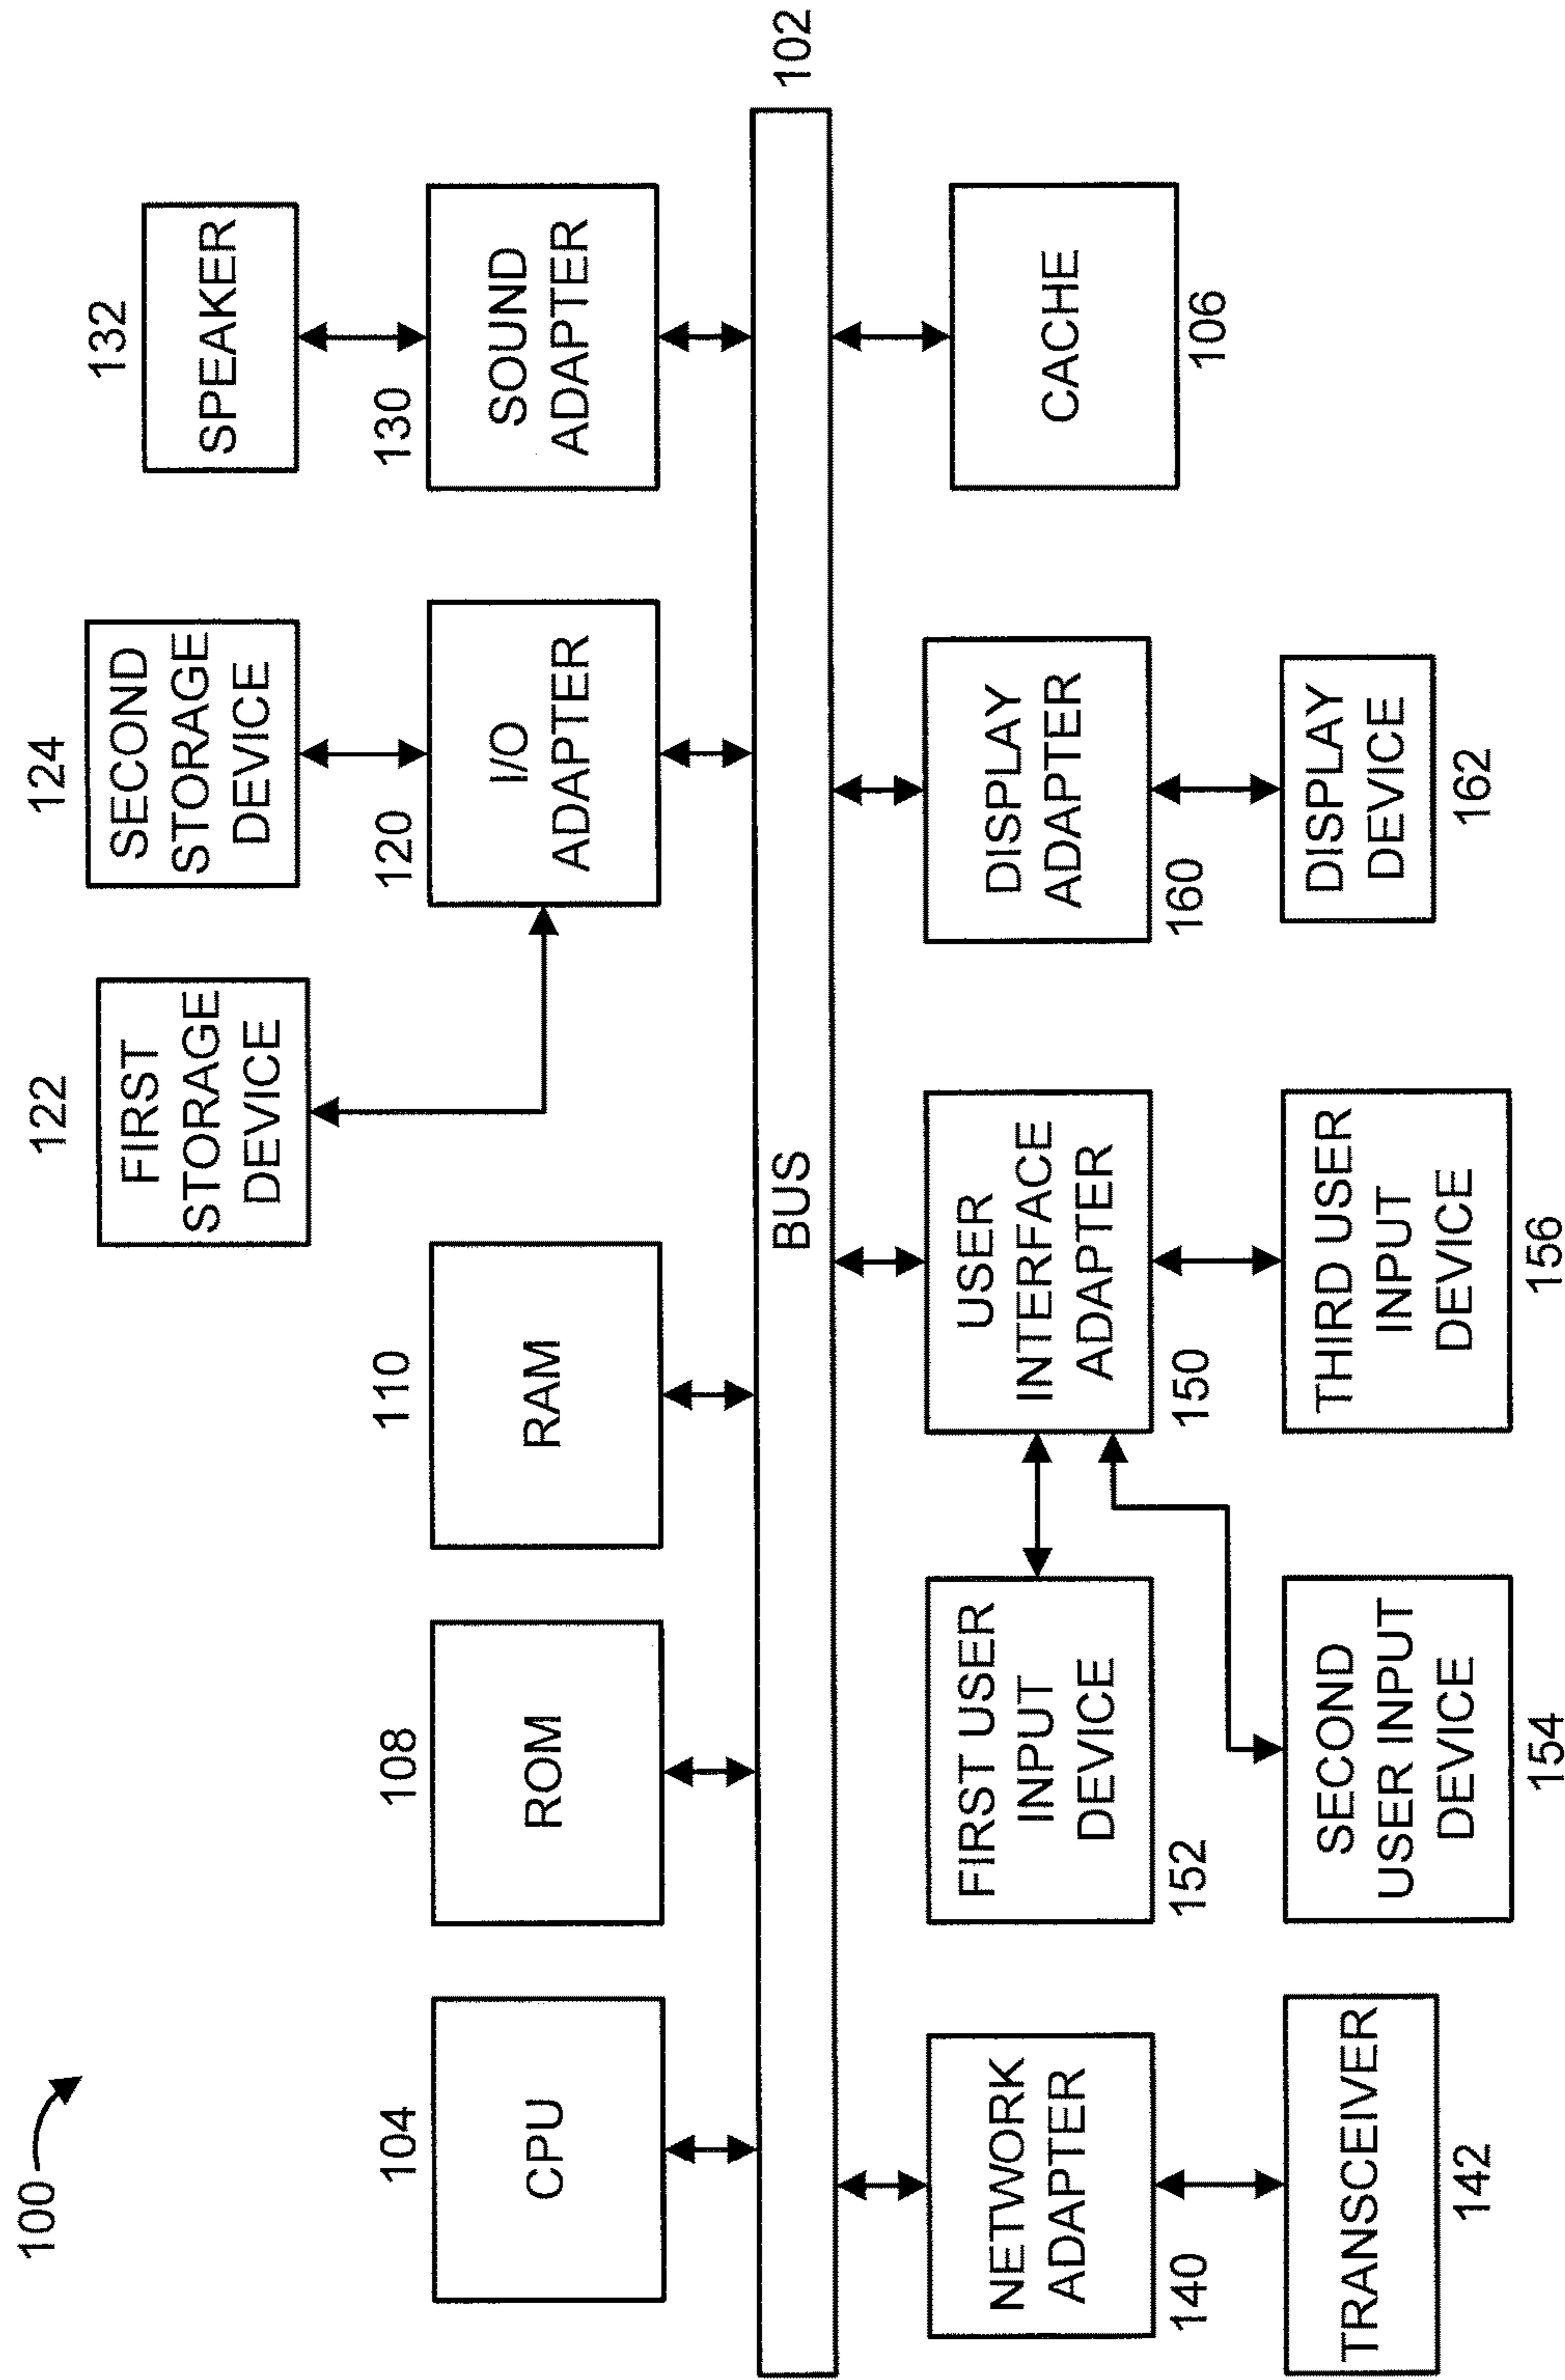 100
104
CPU
108
ROM
110
RAM
122
FIRST
STORAGE
DEVICE
124
SECOND
STORAGE
DEVICE
120
I/O
ADAPTER
132
SPEAKER
130
SOUND
ADAPTER
BUS
102
NETWORK
ADAPTER
140
TRANSCEIVER
142
FIRST USER
INPUT
DEVICE
152
SECOND
USER INPUT
DEVICE
154
USER
INTERFACE
ADAPTER
150
THIRD USER
INPUT
DEVICE
156
DISPLAY
ADAPTER
160
DISPLAY
DEVICE
162
CACHE
106